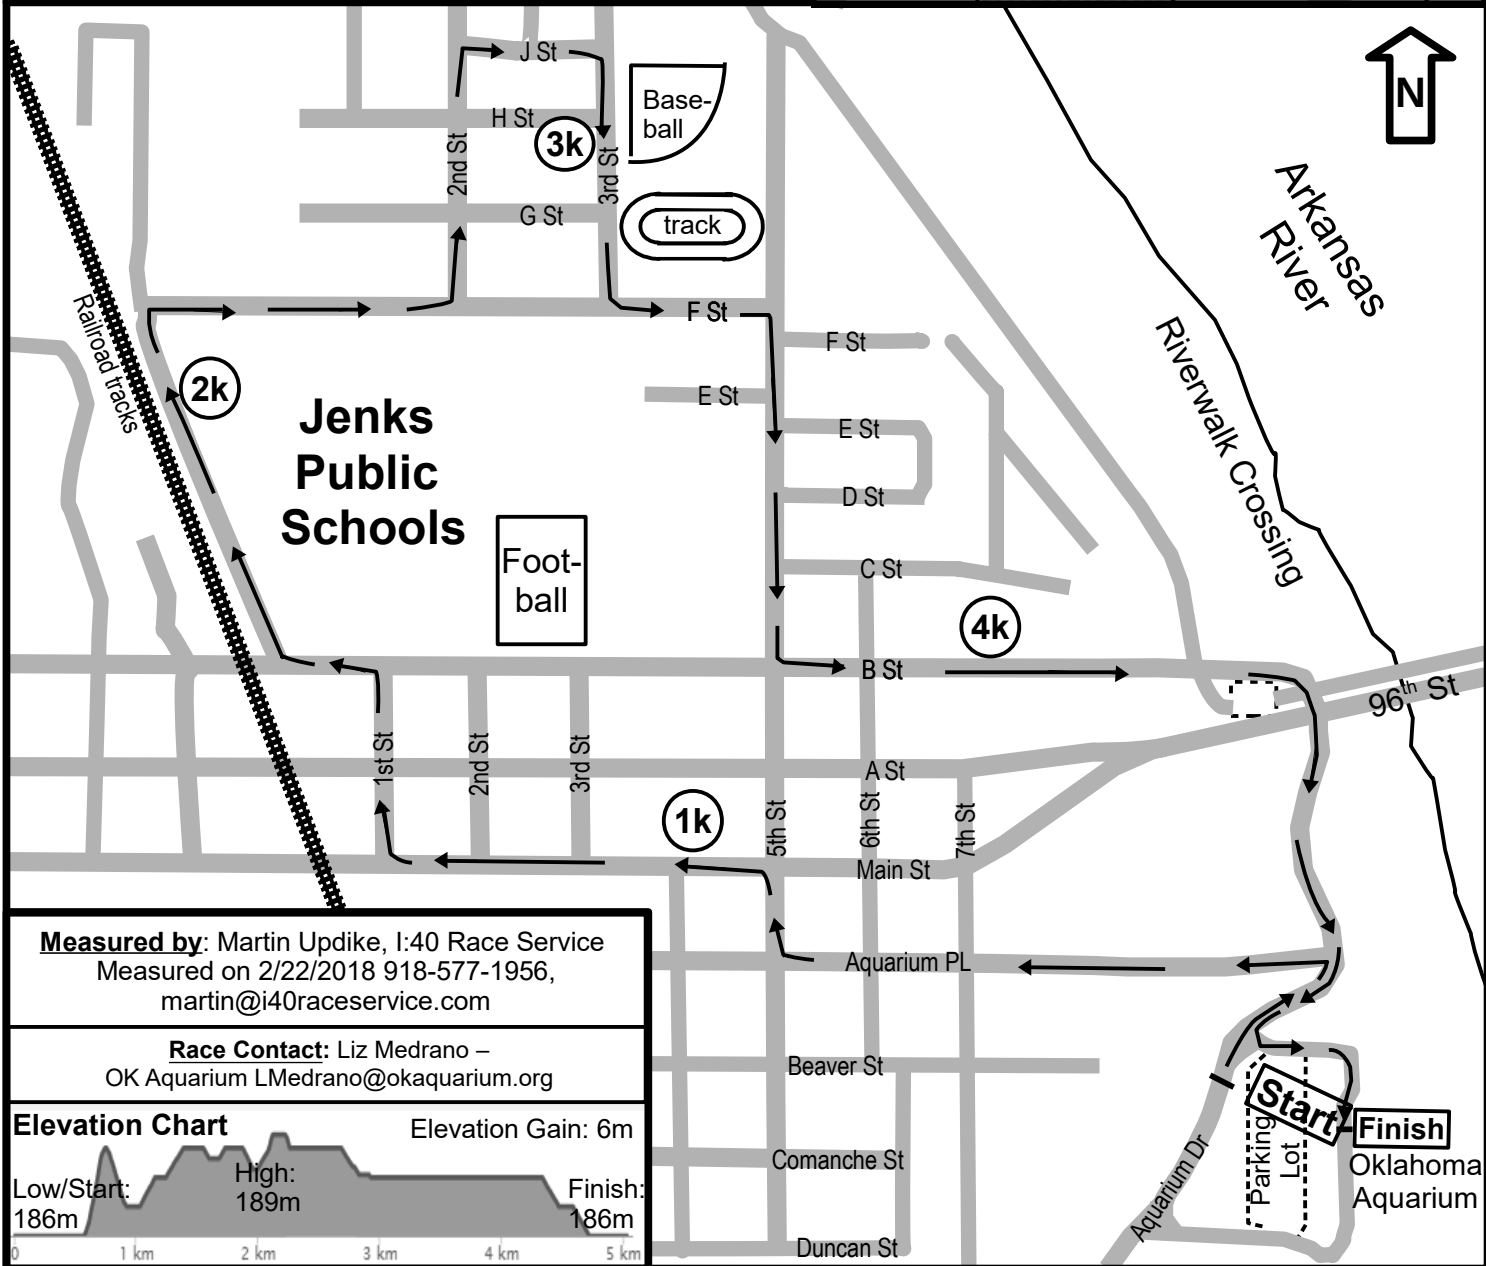 J St
H St
3k
Base-
ball
N
2nd St
3rd St
G St
track
Arkansas
River
Railroad tracks
F St
F St
Riverwalk Crossing
2k
E St
E St
Jenks
Public
Schools
D St
Foot-
ball
C St
4k
B St
96th St
1st St
2nd St
3rd St
A St
1k
5th St
6th St
7th St
Main St
Aquarium PL
Measured by: Martin Updike, I:40 Race Service
Measured on 2/22/2018 918-577-1956,
martin@i40raceservice.com
Race Contact: Liz Medrano –
OK Aquarium LMedrano@okaquarium.org
Beaver St
Start
Finish
Parking
Lot
Oklahoma
Aquarium
Aquarium Dr
Comanche St
Duncan St
Elevation Chart
Elevation Gain: 6m
Low/Start:
186m
High:
189m
Finish:
186m
0 1 km 2 km 3 km 4 km 5 km